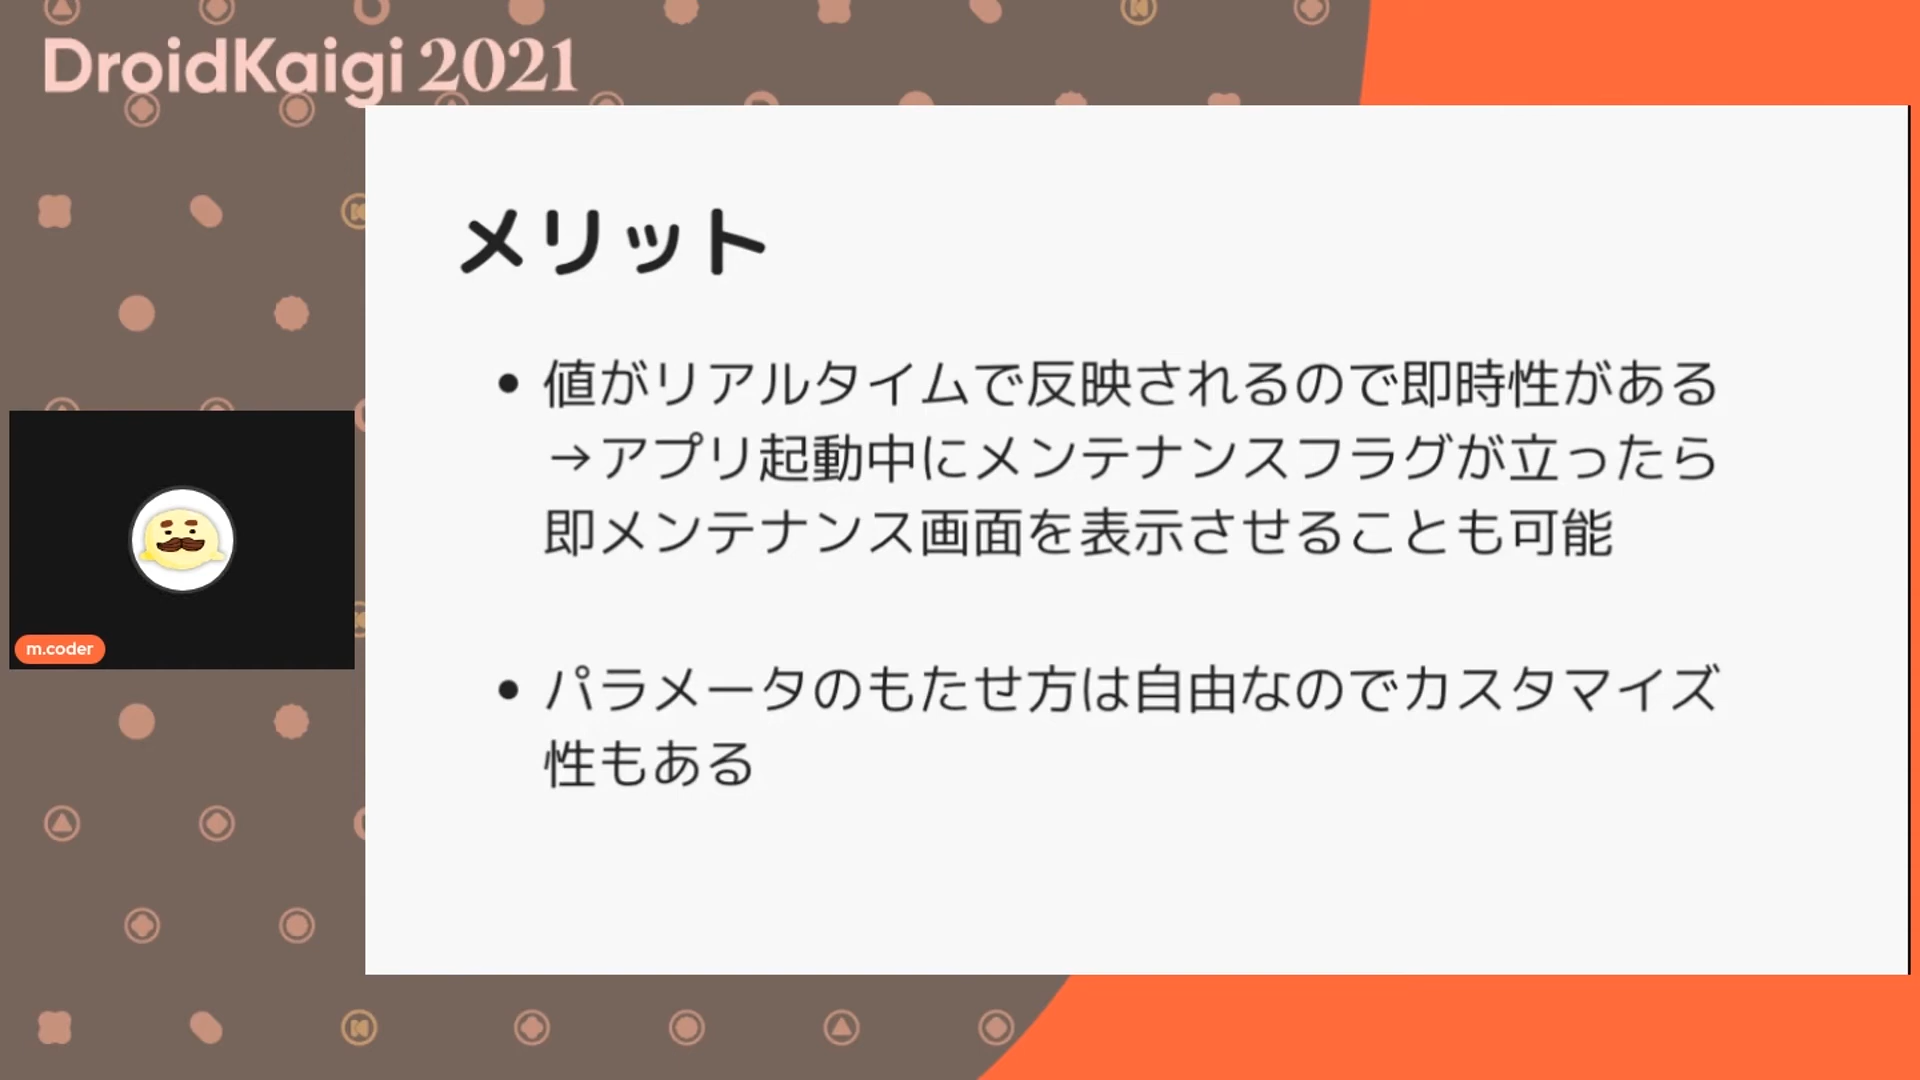 DroidKaigi 2021
メリット
• 値がリアルタイムで反映されるので即時性がある
→アプリ起動中にメンテナンスフラグが立ったら
即メンテナンス画面を表示させることも可能
• パラメータのもたせ方は自由なのでカスタマイズ
性もある
m.coder